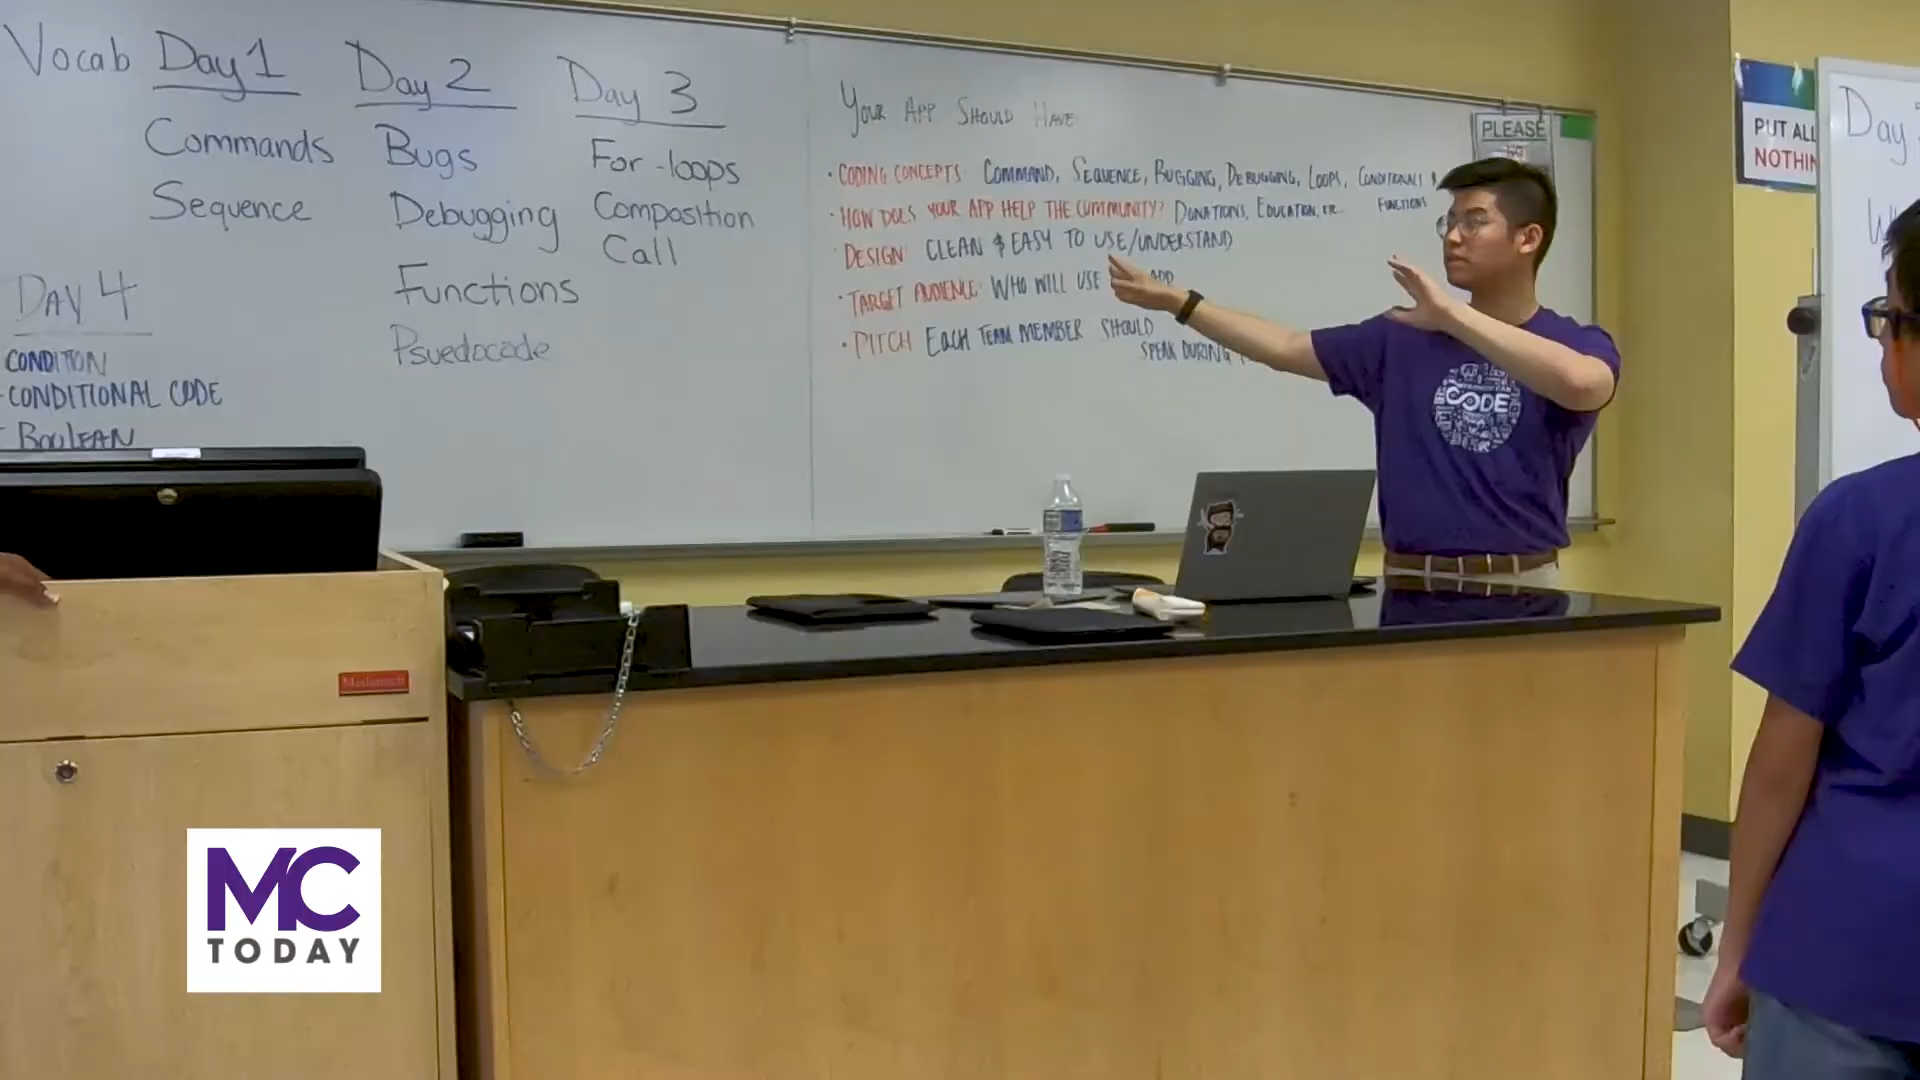 Vocab Day 1
Commands
Sequence
Day 2
Bugs
Debugging
Functions
Psuedocode
Day 3
For-loops
Composition
Call
DAY 4
CONDITION
-CONDITIONAL CODE
BOOLEAN
YOUR APP SHOULD HAVE
• CODING CONCEPTS: COMMAND, SEQUENCE, BUGGING, DEBUGGING, LOOPS, CONDITIONALS &
FUNCTIONS
• HOW DOES YOUR APP HELP THE COMMUNITY? DONATIONS, EDUCATION, ETC.
• DESIGN: CLEAN & EASY TO USE/UNDERSTAND
• TARGET AUDIENCE: WHO WILL USE APP
• PITCH EACH TEAM MEMBER SHOULD
SPEAK DURING
PLEASE
PUT ALL
NOTHIN
Day
CODE
MC
TODAY